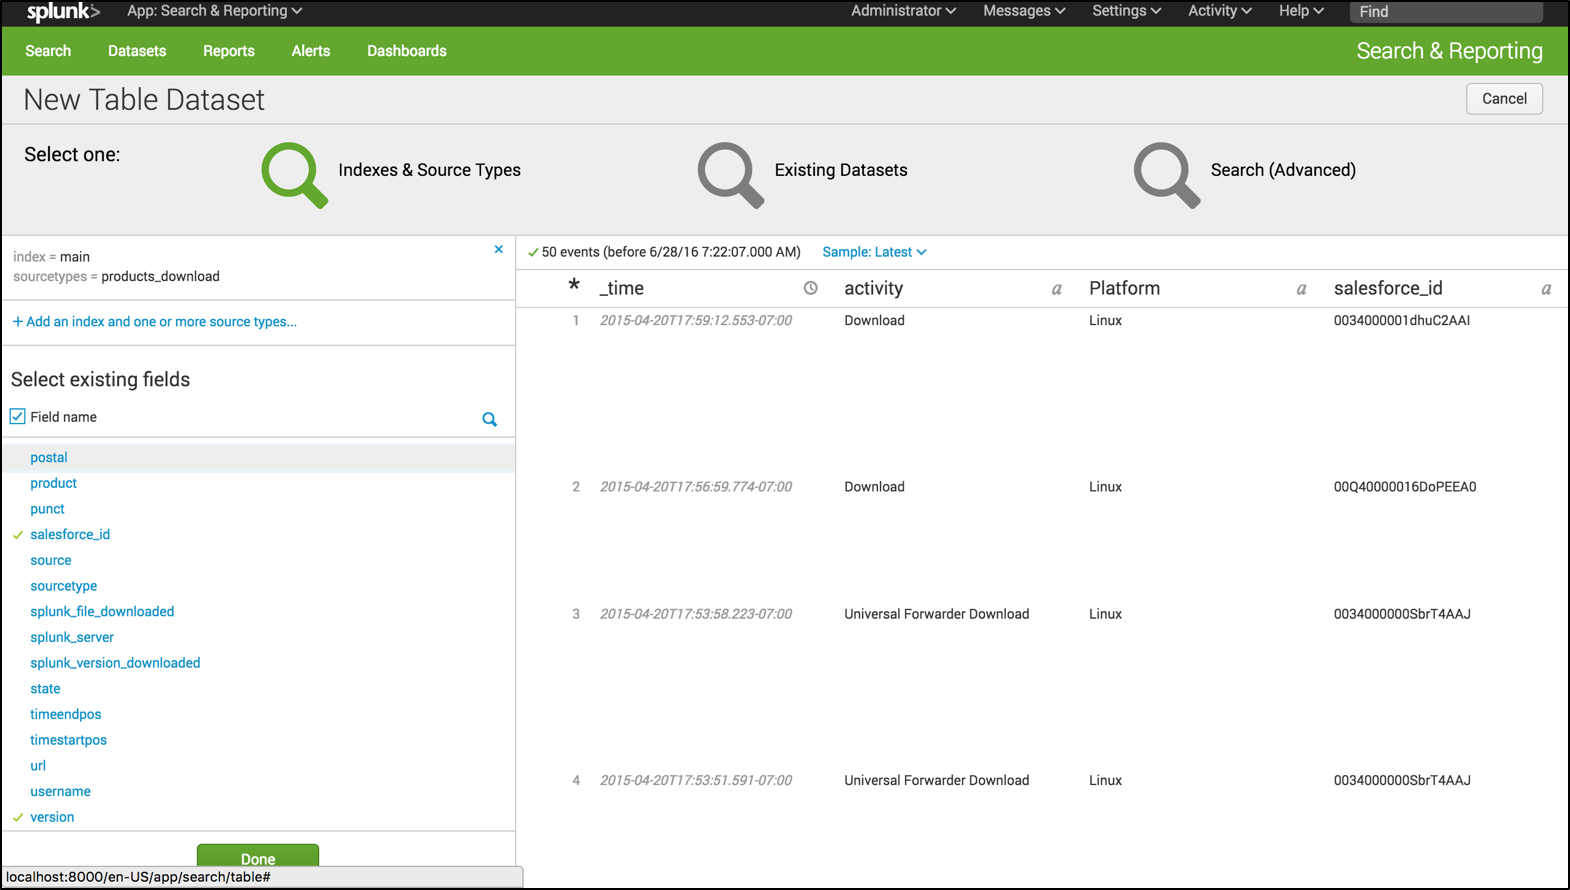 splunk> App: Search & Reporting Administrator Messages Settings Activity Help Find
Search Datasets Reports Alerts Dashboards Search & Reporting
New Table Dataset Cancel
Select one: Indexes & Source Types Existing Datasets Search (Advanced)
index = main
sourcetypes = products_download
+ Add an index and one or more source types...
Select existing fields
Field name
postal
product
punct
salesforce_id
source
sourcetype
splunk_file_downloaded
splunk_server
splunk_version_downloaded
state
timeendpos
timestartpos
url
username
version
Done
localhost:8000/en-US/app/search/table#
50 events (before 6/28/16 7:22:07.000 AM) Sample: Latest
* _time activity a Platform a salesforce_id a
1 2015-04-20T17:59:12.553-07:00 Download Linux 0034000001dhuC2AAI
2 2015-04-20T17:56:59.774-07:00 Download Linux 00Q40000016DoPEEA0
3 2015-04-20T17:53:58.223-07:00 Universal Forwarder Download Linux 0034000000SbrT4AAJ
4 2015-04-20T17:53:51.591-07:00 Universal Forwarder Download Linux 0034000000SbrT4AAJ